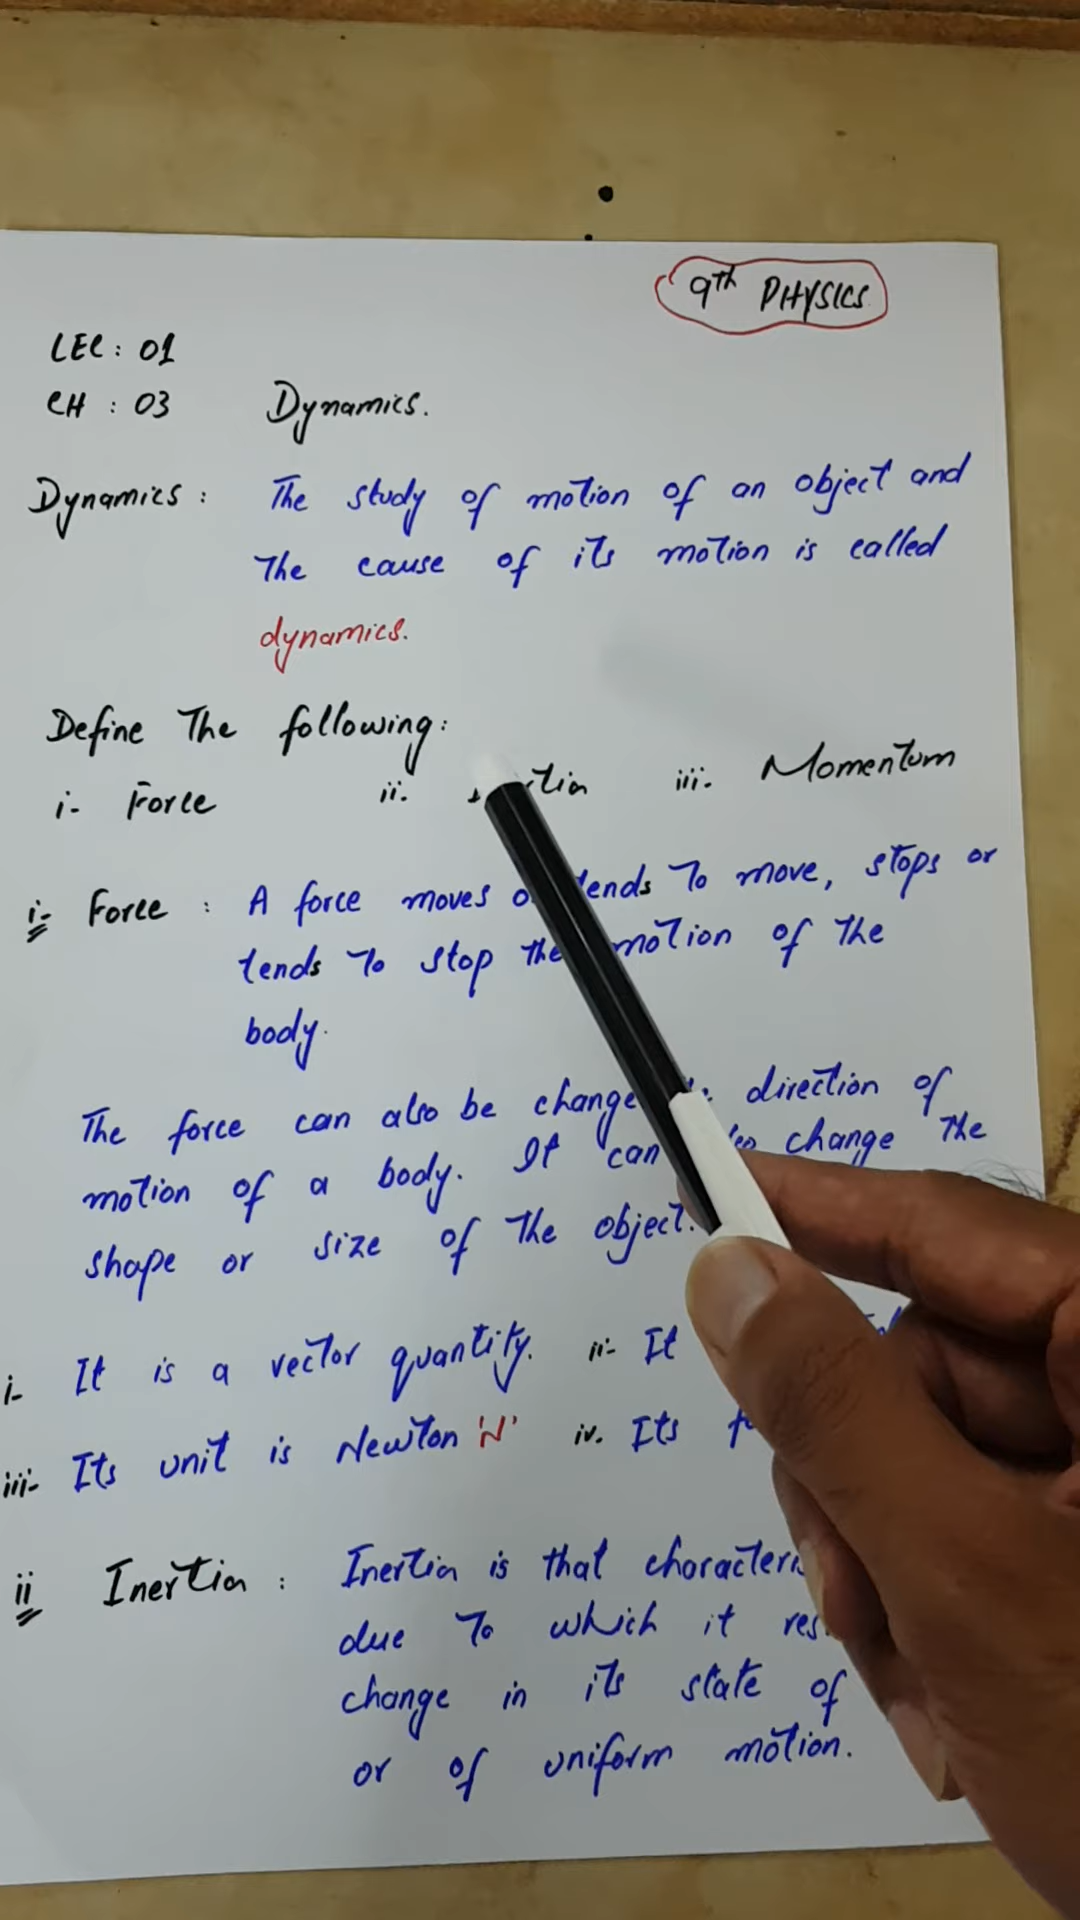 9th PHYSICS
LEC: 01
CH : 03 Dynamics.
Dynamics: The study of motion of an object and
The cause of its motion is called
dynamics.
Define The following:
i- Force ii. iii. Momentum
i- Force : A force moves tends To move, stops or
tends To stop the motion of The
body.
The force can also be change direction of
motion of a body. It can change The
shape or size of The object.
i- It is a vector quantity. ii- It
iii- Its unit is Newton 'N' iv. Its
ii Inertia : Inertia is that
due To which it
change in its state of
or of uniform motion.